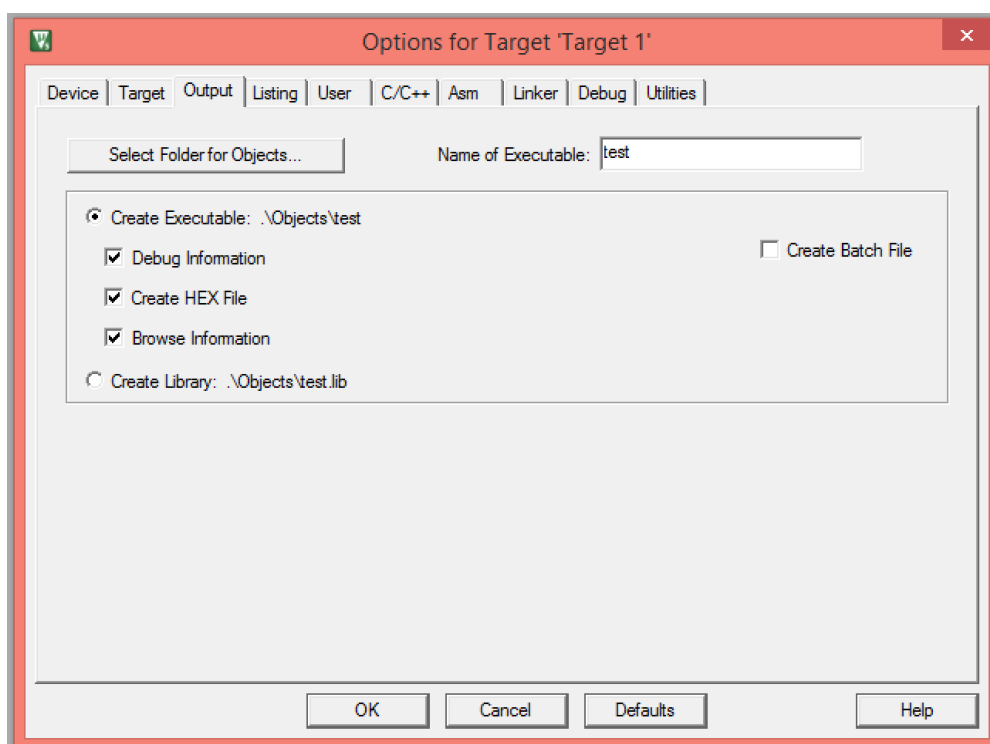 Options for Target 'Target 1'
Device Target Output Listing User C/C++ Asm Linker Debug Utilities
Select Folder for Objects... Name of Executable: test
Create Executable: .\Objects\test
Debug Information Create Batch File
Create HEX File
Browse Information
Create Library: .\Objects\test.lib
OK Cancel Defaults Help